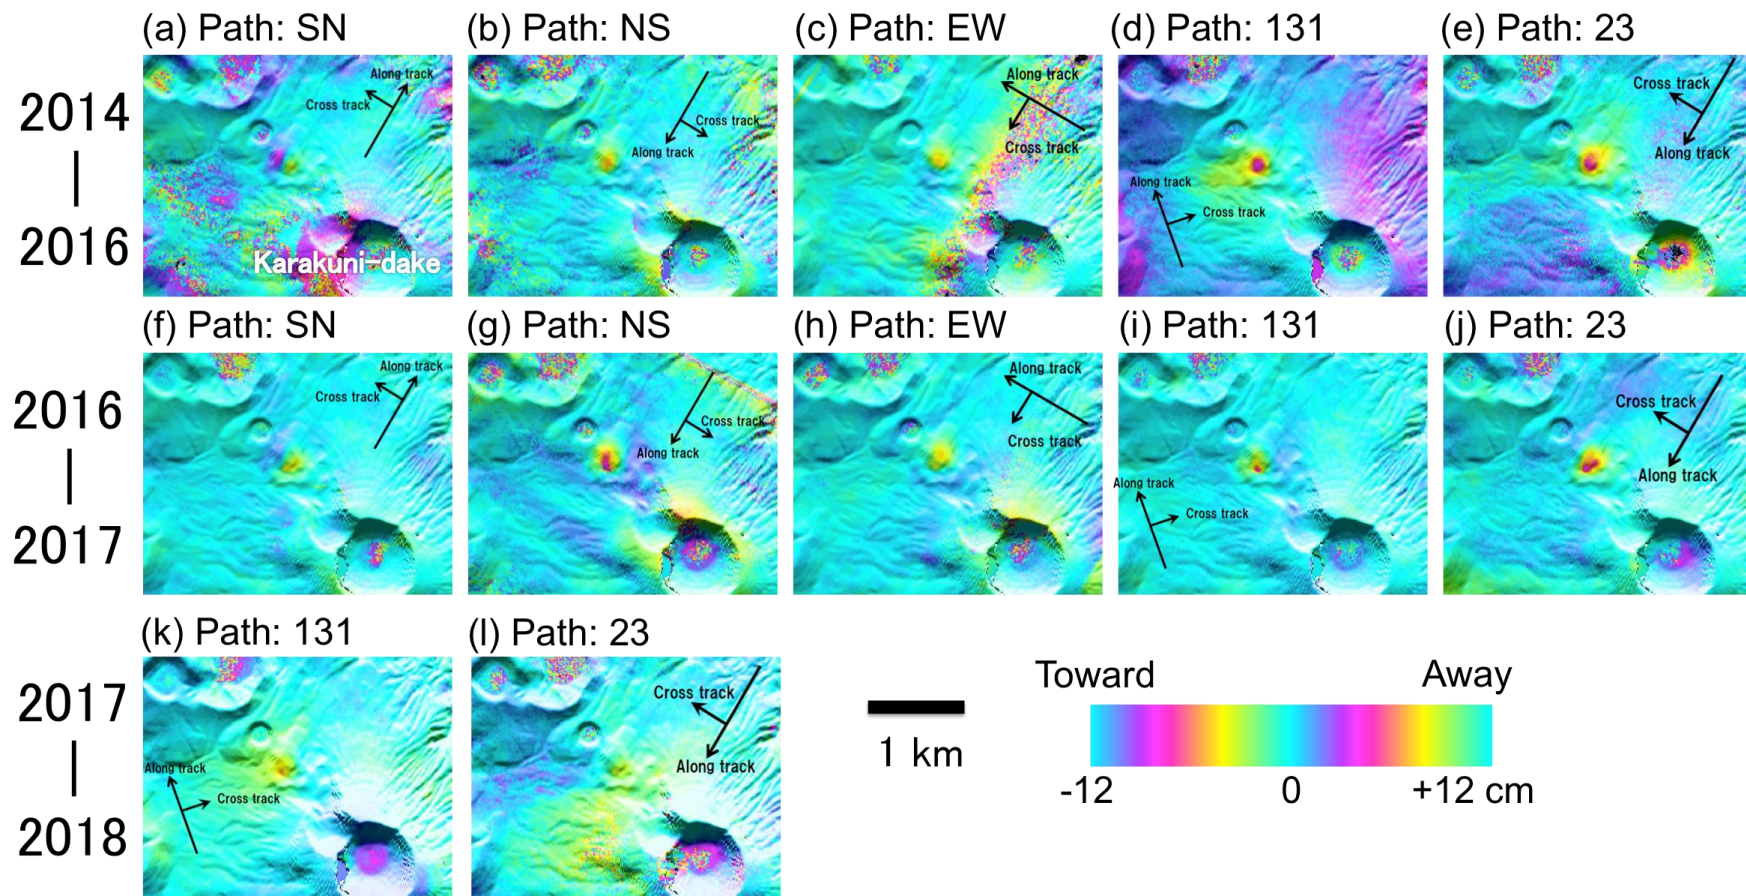 (a) Path: SN
(b) Path: NS
(c) Path: EW
(d) Path: 131
(e) Path: 23
2014
|
2016
Along track
Cross track
Karakuni-dake
Cross track
Along track
Along track
Cross track
Along track
Cross track
Cross track
Along track
(f) Path: SN
(g) Path: NS
(h) Path: EW
(i) Path: 131
(j) Path: 23
2016
|
2017
Along track
Cross track
Cross track
Along track
Along track
Cross track
Along track
Cross track
Cross track
Along track
(k) Path: 131
(l) Path: 23
2017
|
2018
Along track
Cross track
Cross track
Along track
1 km
Toward
Away
-12
0
+12 cm